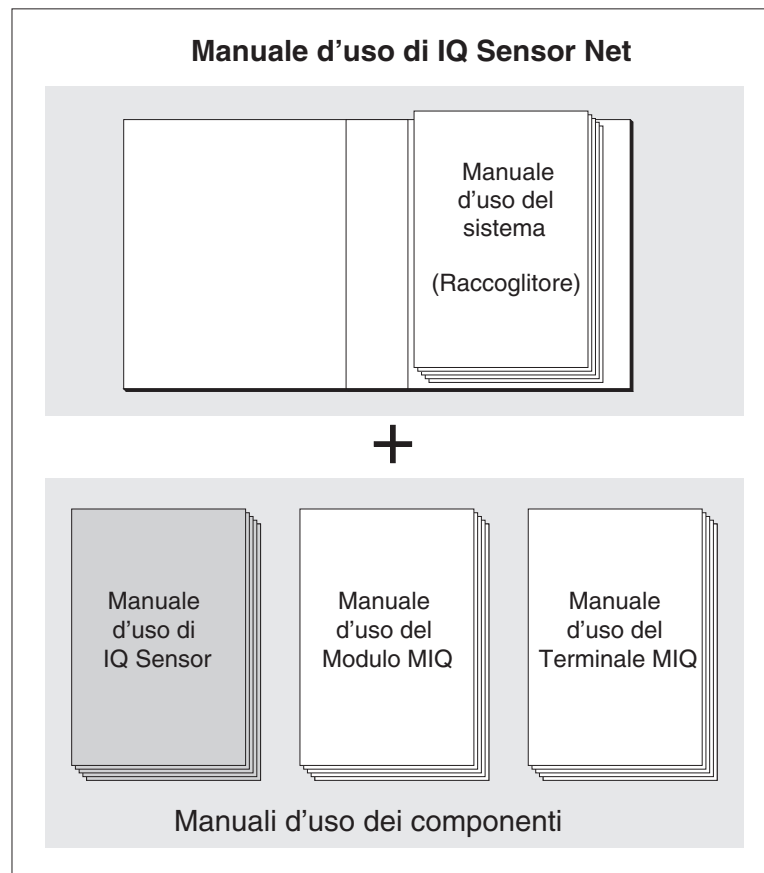 Manuale d'uso di IQ Sensor Net
Manuale
d'uso del
sistema
(Raccoglitore)
+
Manuale
d'uso di
IQ Sensor
Manuale
d'uso del
Modulo MIQ
Manuale
d'uso del
Terminale MIQ
Manuali d'uso dei componenti